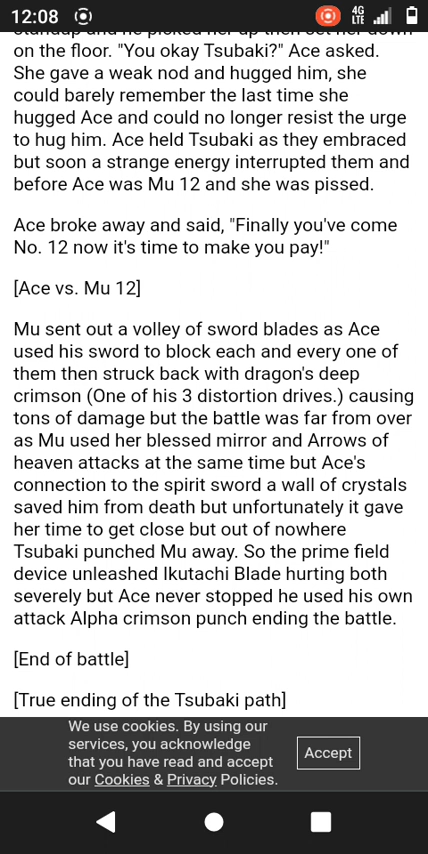 12:08
4G
LTE
on the floor. "You okay Tsubaki?" Ace asked.
She gave a weak nod and hugged him, she
could barely remember the last time she
hugged Ace and could no longer resist the urge
to hug him. Ace held Tsubaki as they embraced
but soon a strange energy interrupted them and
before Ace was Mu 12 and she was pissed.
Ace broke away and said, "Finally you've come
No. 12 now it's time to make you pay!"
[Ace vs. Mu 12]
Mu sent out a volley of sword blades as Ace
used his sword to block each and every one of
them then struck back with dragon's deep
crimson (One of his 3 distortion drives.) causing
tons of damage but the battle was far from over
as Mu used her blessed mirror and Arrows of
heaven attacks at the same time but Ace's
connection to the spirit sword a wall of crystals
saved him from death but unfortunately it gave
her time to get close but out of nowhere
Tsubaki punched Mu away. So the prime field
device unleashed Ikutachi Blade hurting both
severely but Ace never stopped he used his own
attack Alpha crimson punch ending the battle.
[End of battle]
[True ending of the Tsubaki path]
We use cookies. By using our
services, you acknowledge
that you have read and accept
our Cookies & Privacy Policies.
Accept